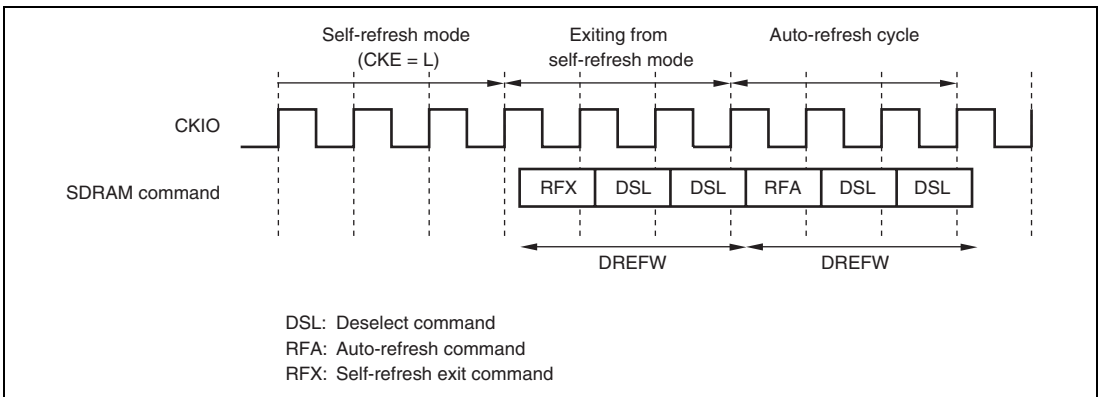 Self-refresh mode
(CKE = L)
Exiting from
self-refresh mode
Auto-refresh cycle
CKIO
SDRAM command
RFX DSL DSL RFA DSL DSL
DREFW DREFW
DSL: Deselect command
RFA: Auto-refresh command
RFX: Self-refresh exit command